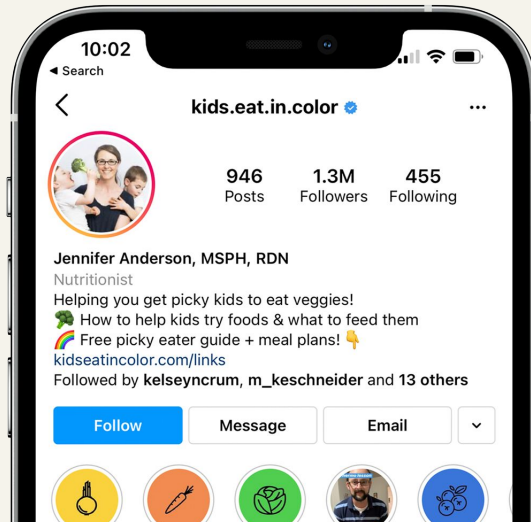 10:02
◀ Search
kids.eat.in.color
946 1.3M 455
Posts Followers Following
Jennifer Anderson, MSPH, RDN
Nutritionist
Helping you get picky kids to eat veggies!
🥦 How to help kids try foods & what to feed them
🌈 Free picky eater guide + meal plans! 👇
kidseatincolor.com/links
Followed by kelseyncrum, m_keschneider and 13 others
Follow Message Email